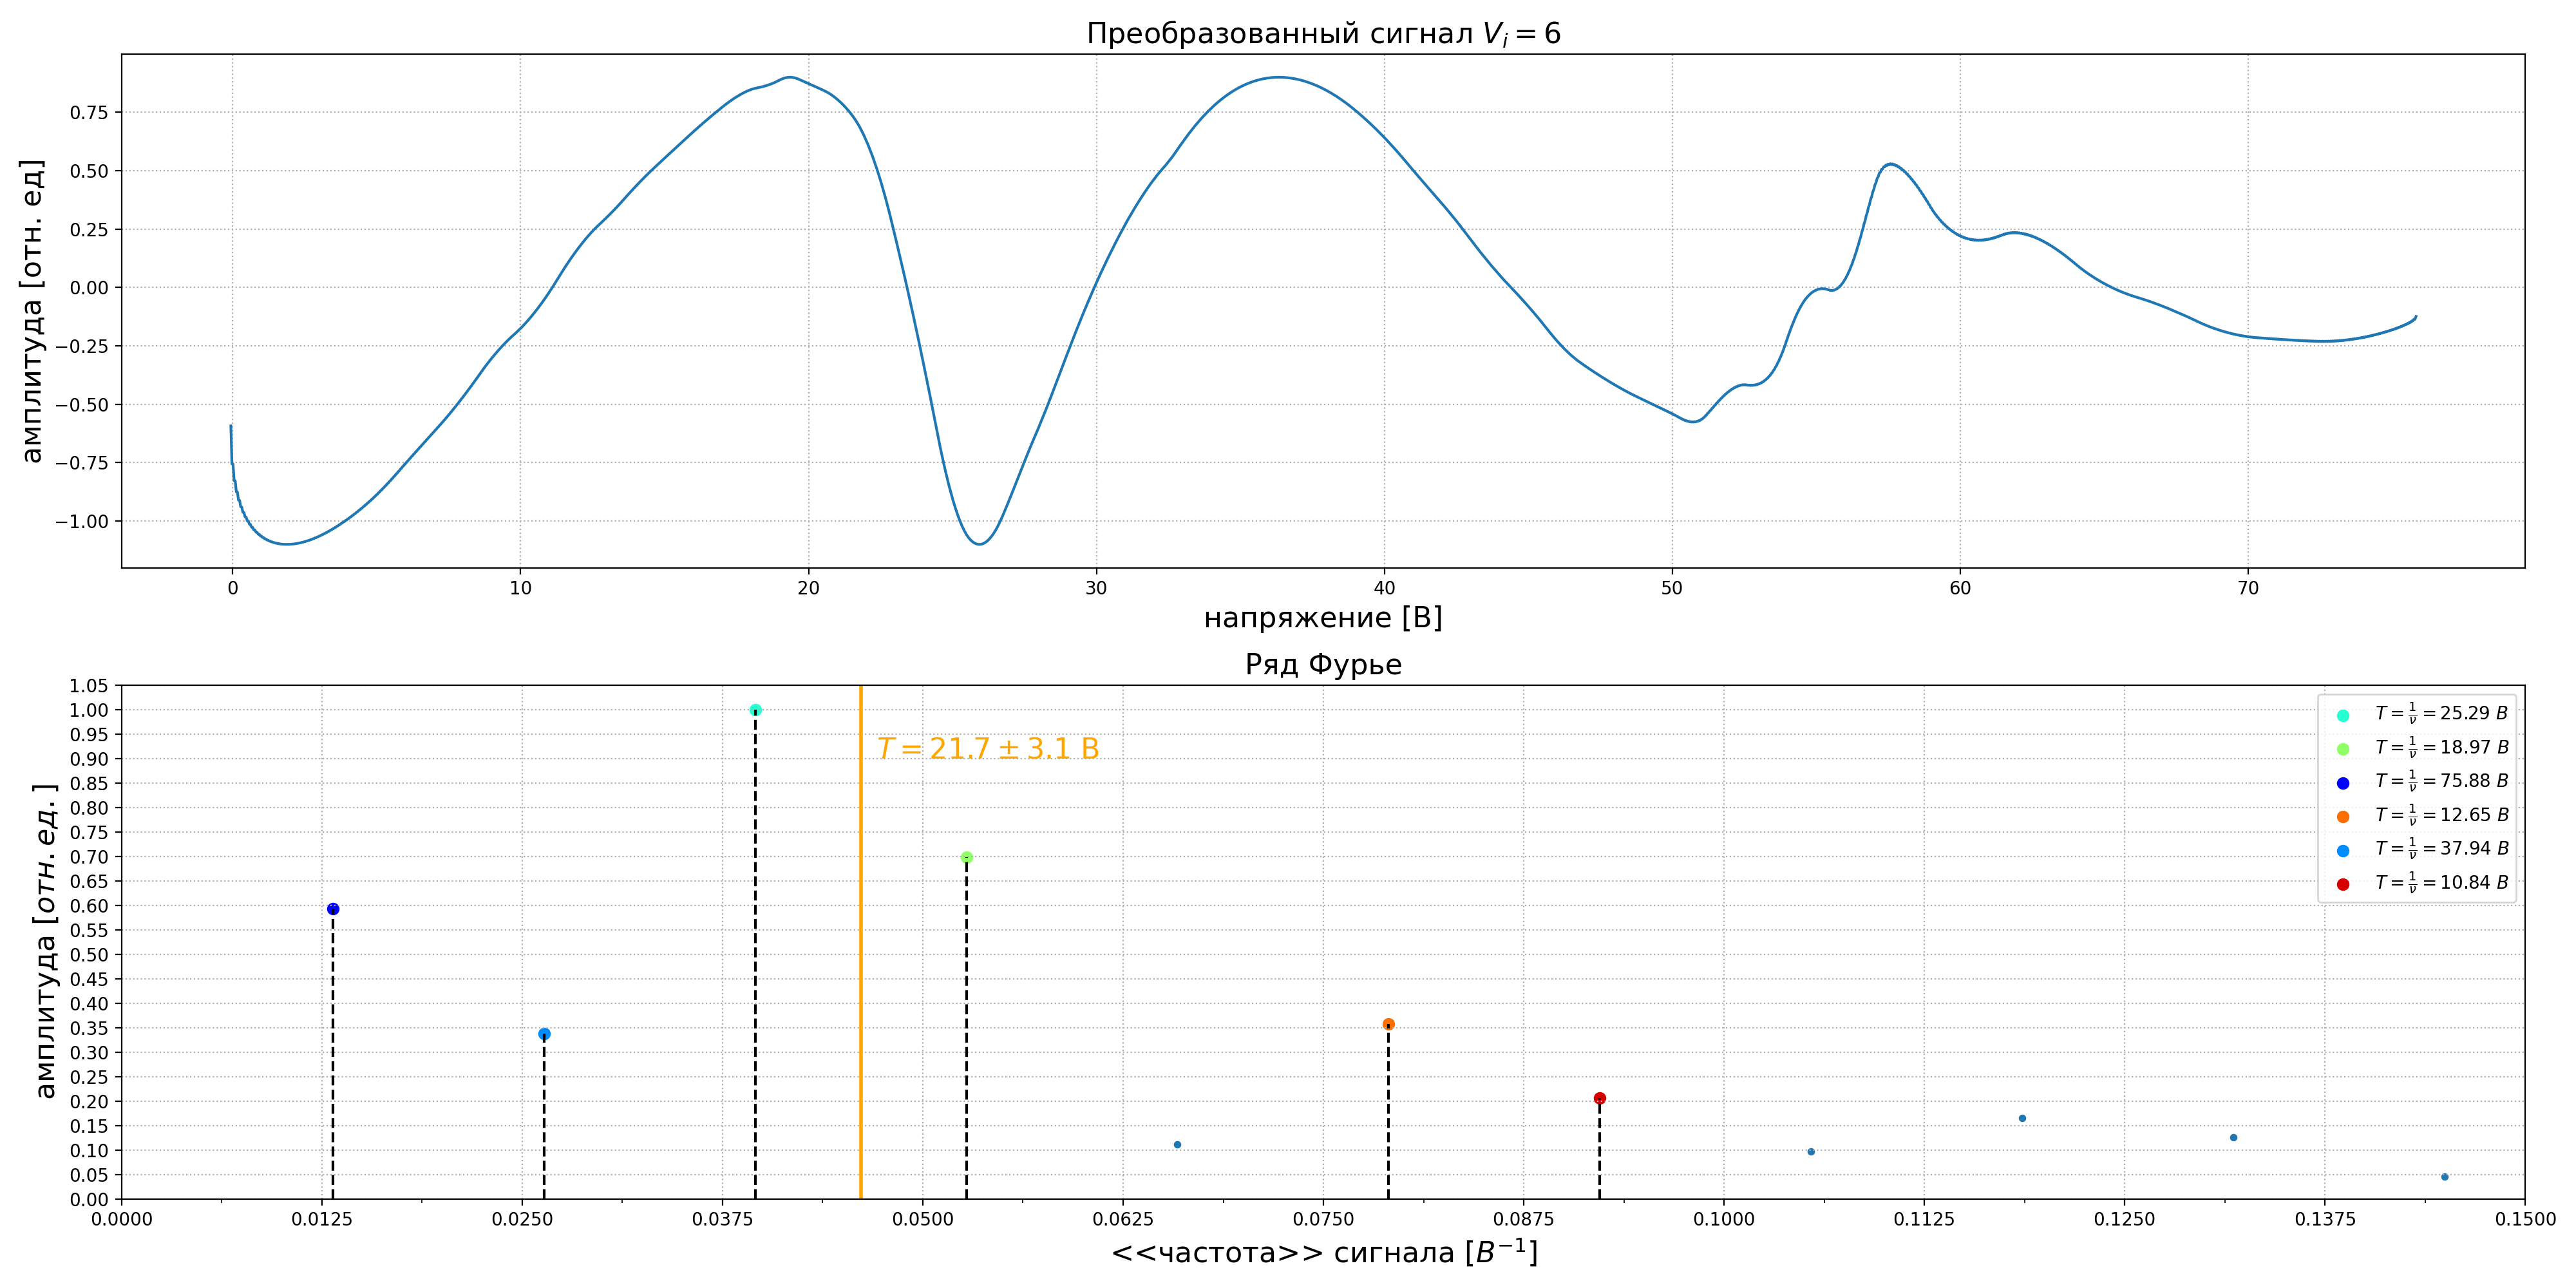 Преобразованный сигнал $V_i = 6$
амплитуда [отн. ед]
0.75
0.50
0.25
0.00
−0.25
−0.50
−0.75
−1.00
0 10 20 30 40 50 60 70
напряжение [В]
Ряд Фурье
амплитуда [отн.ед.]
1.05
1.00
0.95
0.90
0.85
0.80
0.75
0.70
0.65
0.60
0.55
0.50
0.45
0.40
0.35
0.30
0.25
0.20
0.15
0.10
0.05
0.00
T = 21.7 ± 3.1 В
$T = \frac{1}{\nu} = 25.29$ В
$T = \frac{1}{\nu} = 18.97$ В
$T = \frac{1}{\nu} = 75.88$ В
$T = \frac{1}{\nu} = 12.65$ В
$T = \frac{1}{\nu} = 37.94$ В
$T = \frac{1}{\nu} = 10.84$ В
0.0000 0.0125 0.0250 0.0375 0.0500 0.0625 0.0750 0.0875 0.1000 0.1125 0.1250 0.1375 0.1500
<<частота>> сигнала [$В^{-1}$]